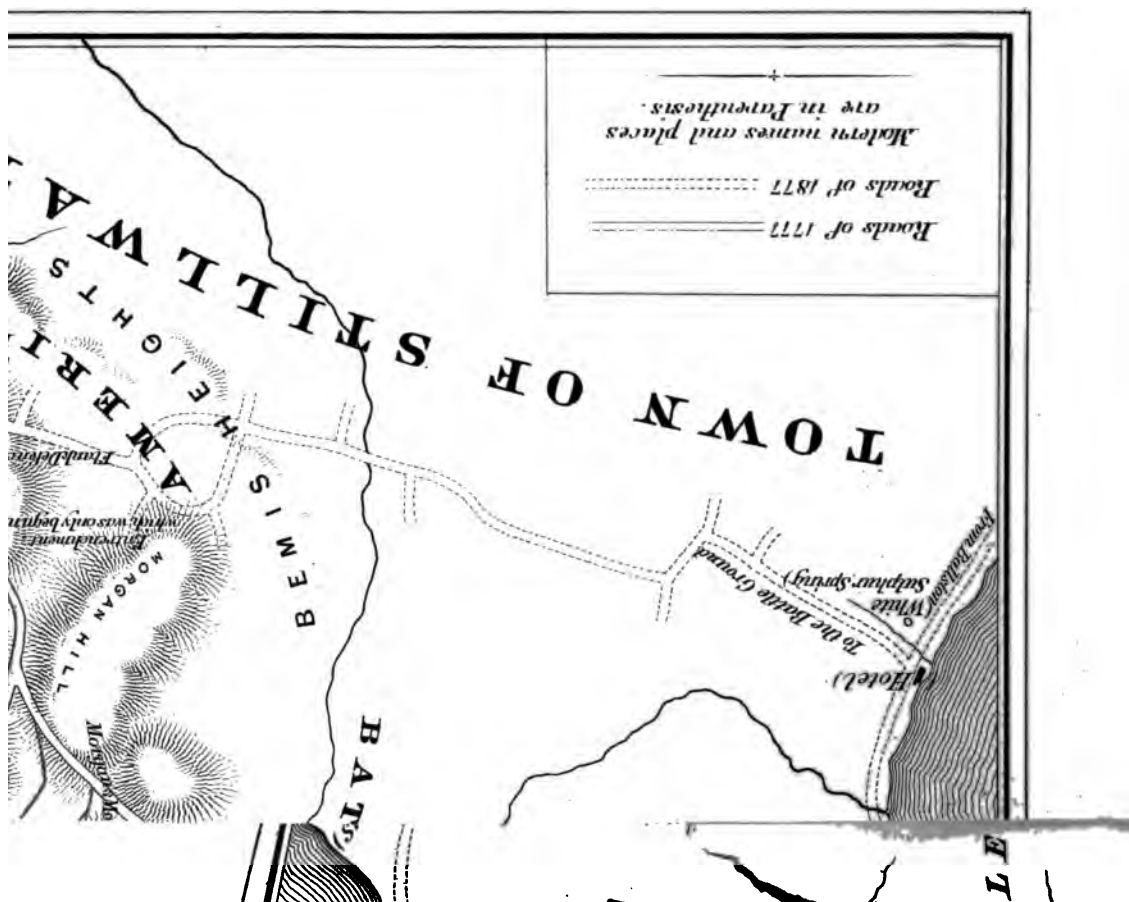 Roads of 1777
Roads of 1877
Modern names and places
are in Parenthesis.
TOWN OF STILLWA
From Ballston
(White
Sulphur Spring)
(Hotel)
To the Battle Ground
BEMIS HEIGHTS
AMERI
Entrenchment
which was only begun
MORGAN HILL
BAT